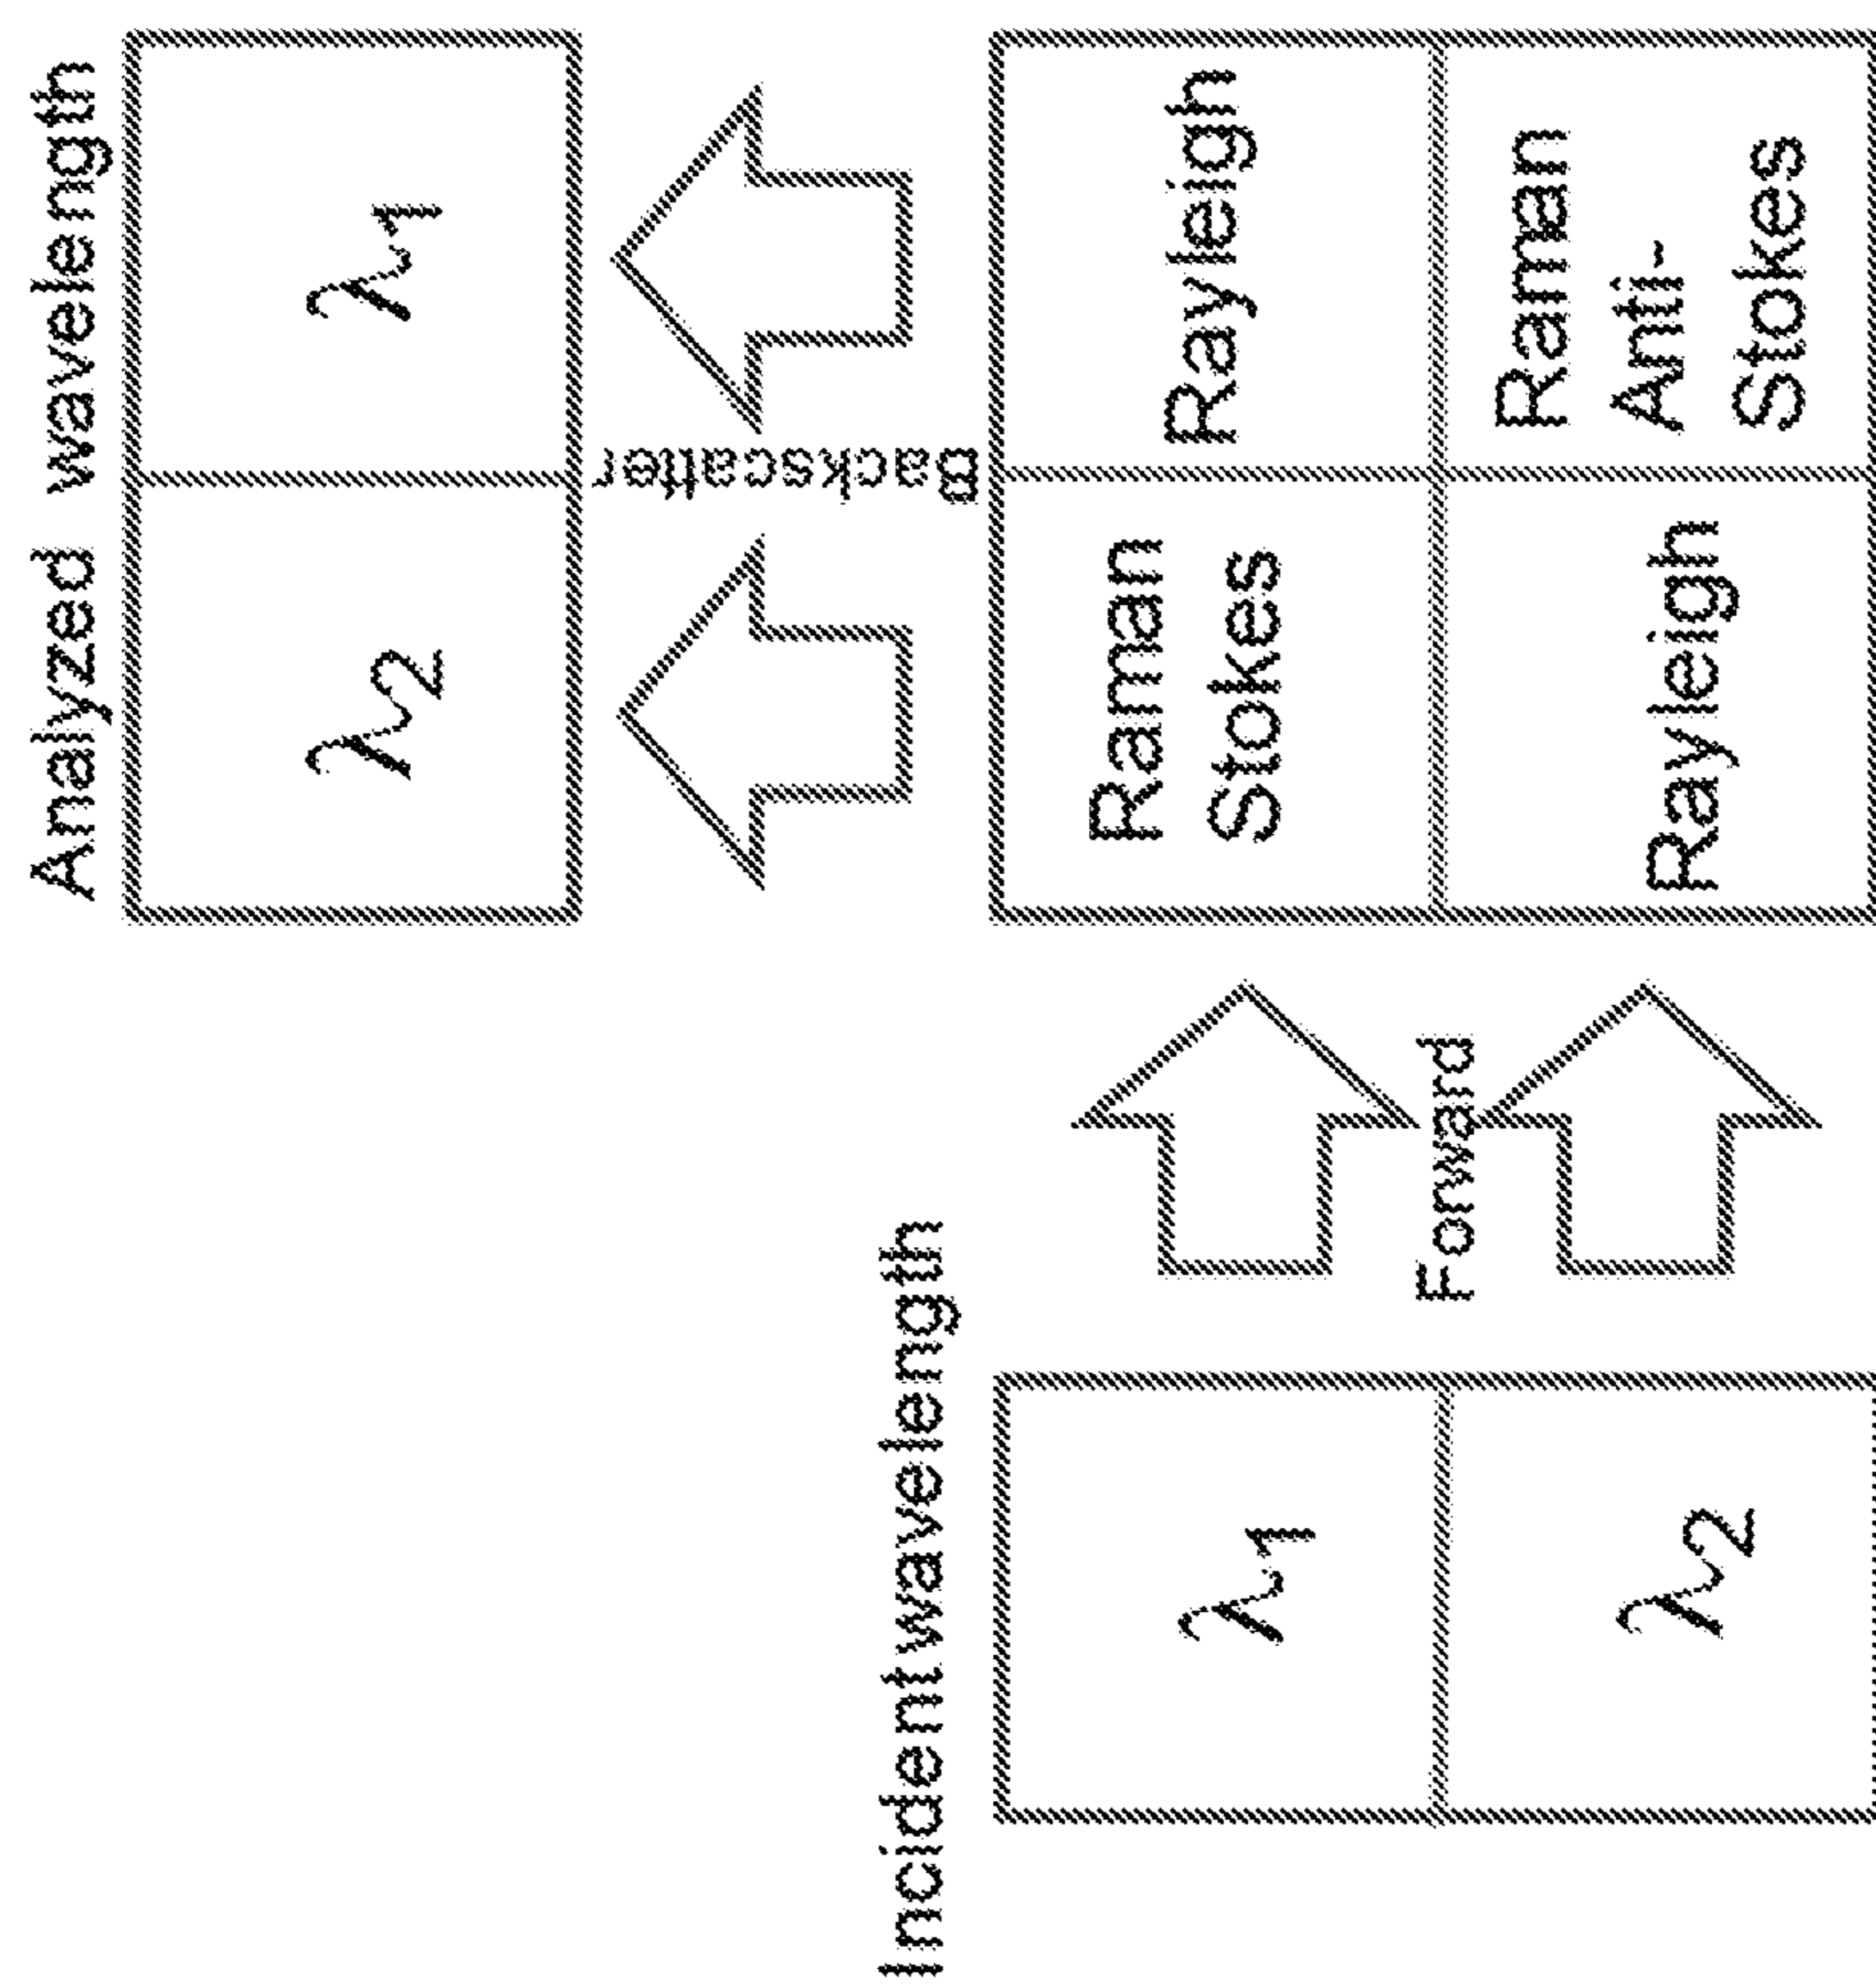 Analyzed wavelength
λ2
λ1
Backscatter
Incident wavelength
λ1
Raman
Stokes
Rayleigh
Forward
λ2
Rayleigh
Raman
Anti-
Stokes